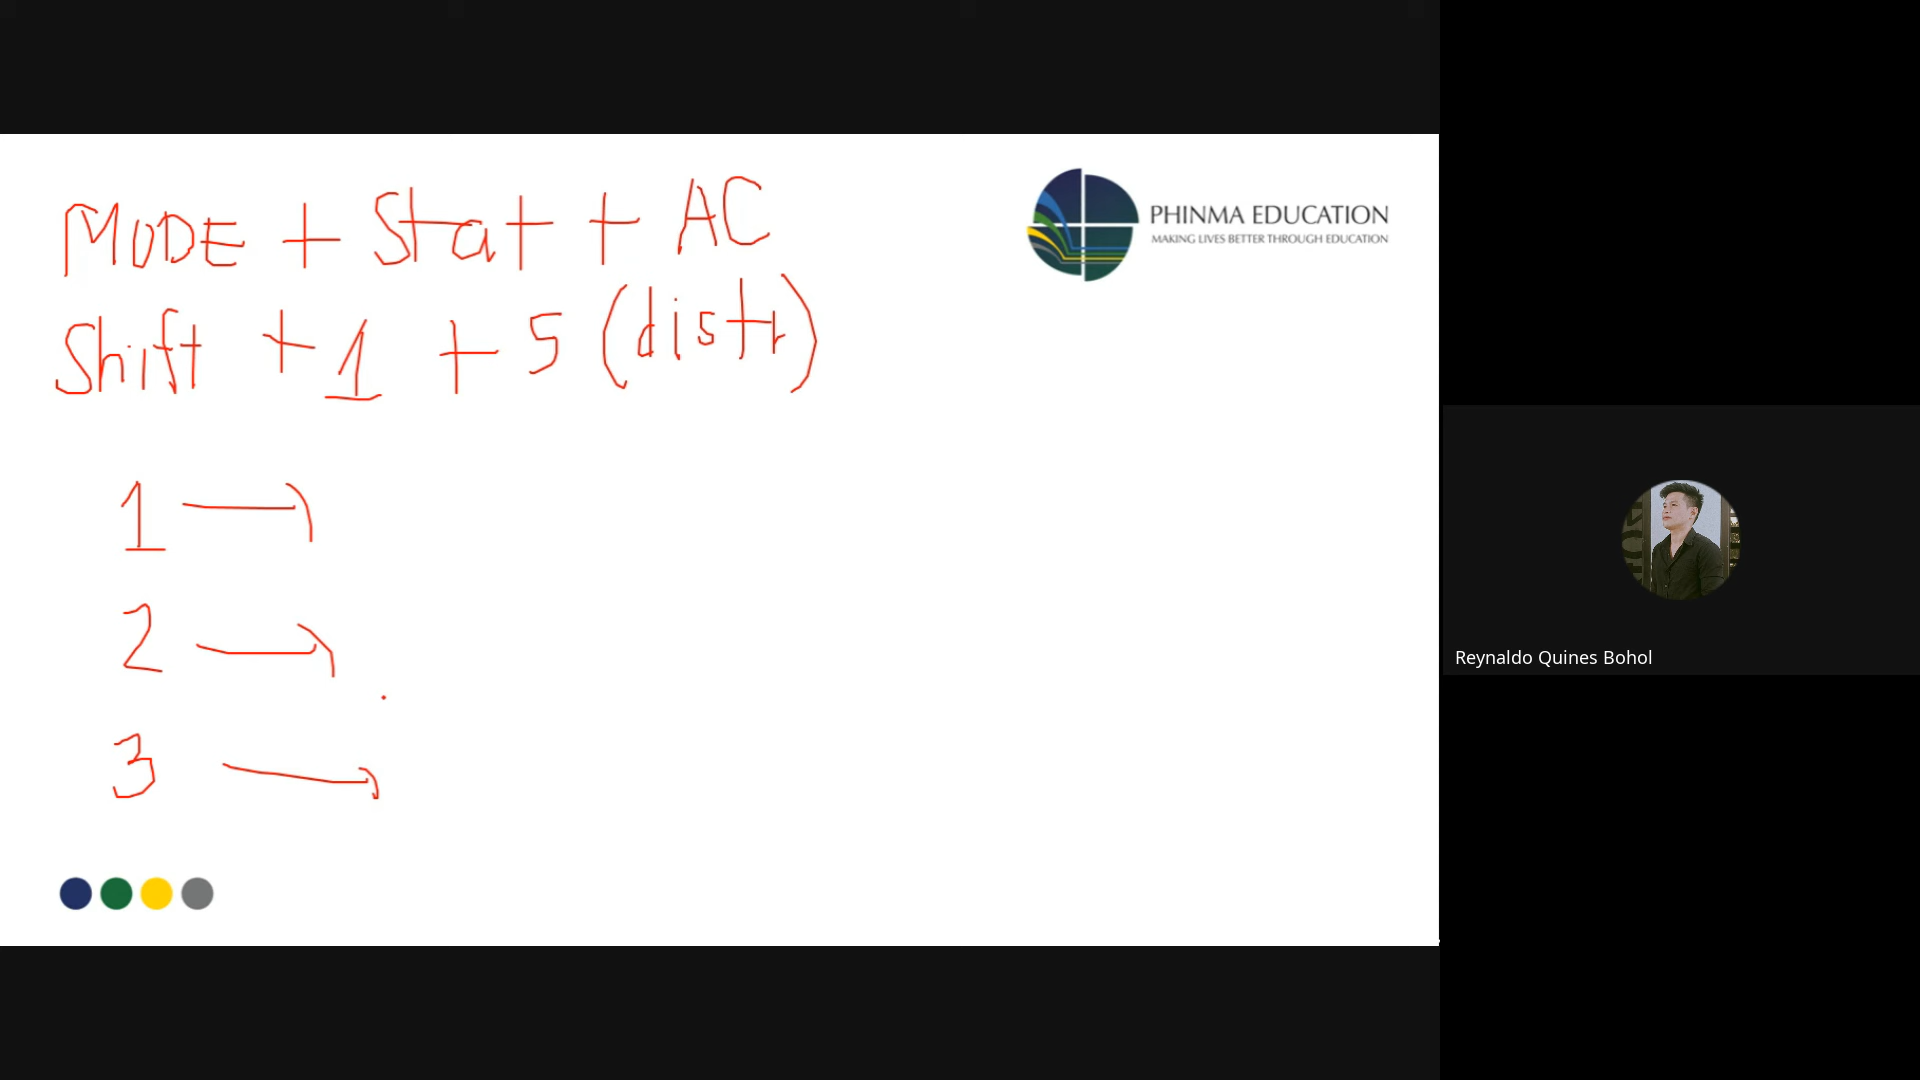 MODE + Stat + AC
Shift + 1 + 5 (distr)
1 →
2 →
3 →
PHINMA EDUCATION
MAKING LIVES BETTER THROUGH EDUCATION
Reynaldo Quines Bohol